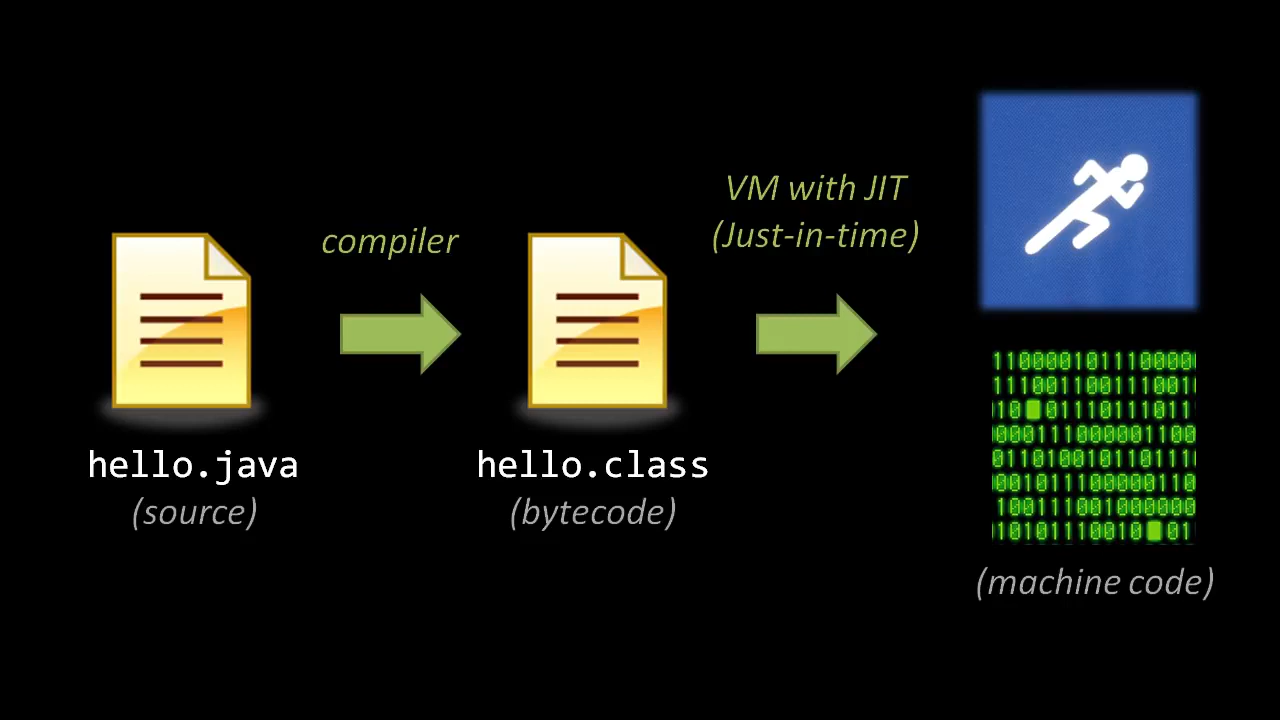 compiler
VM with JIT
(Just-in-time)
hello.java
(source)
hello.class
(bytecode)
(machine code)